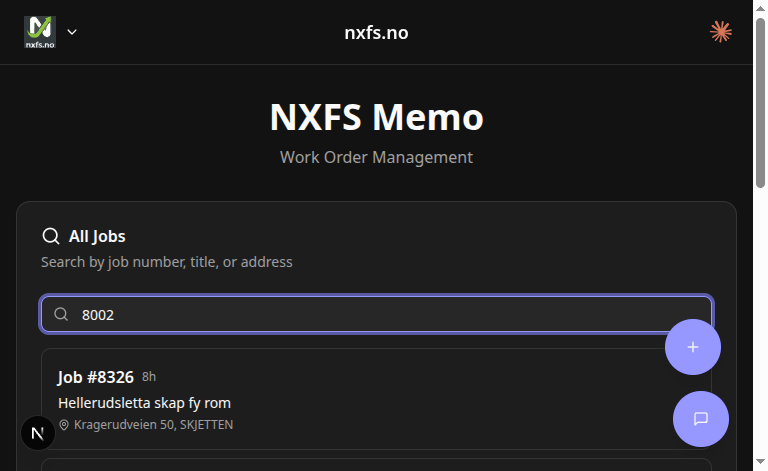 nxfs.no
nxfs.no
NXFS Memo
Work Order Management
All Jobs
Search by job number, title, or address
8002
Job #8326 8h
Hellerudsletta skap fy rom
Kragerudveien 50, SKJETTEN
N